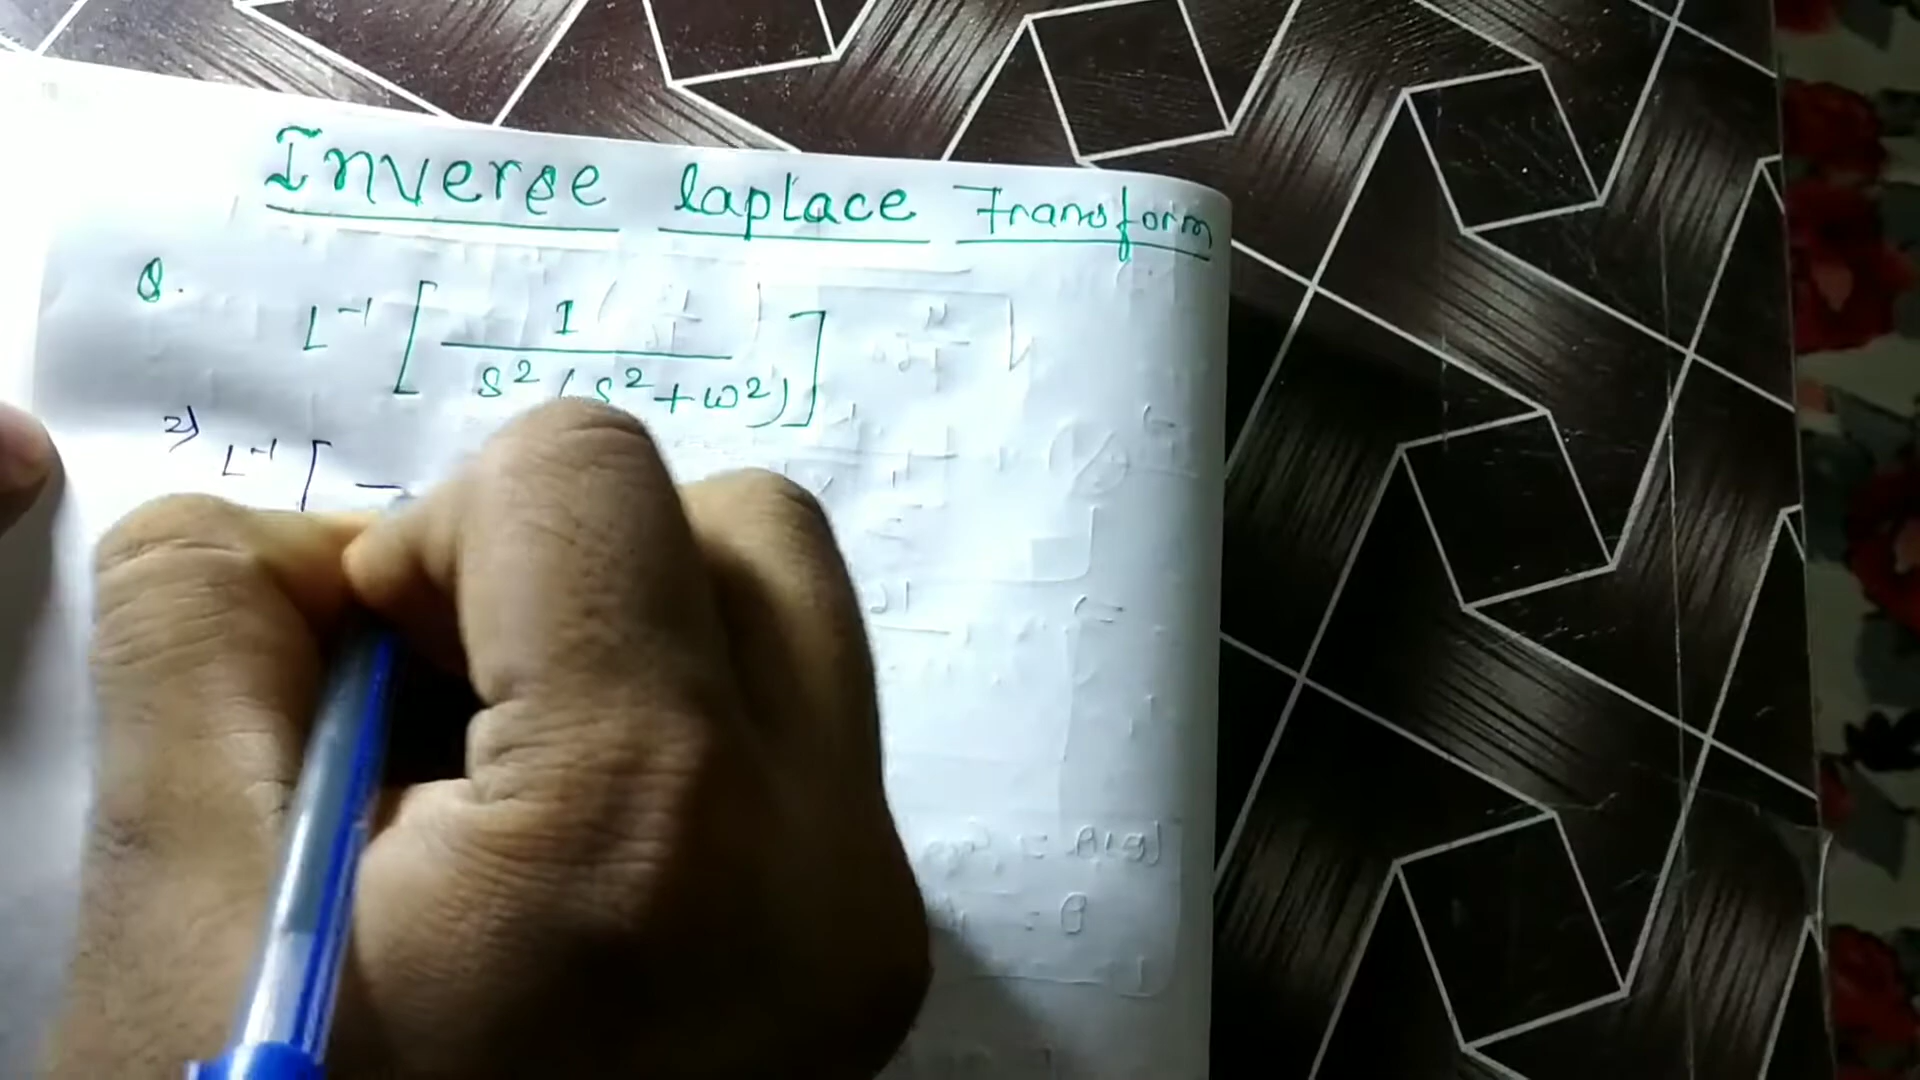 Inverse laplace Transform
Q.
L⁻¹ [ 1 / s² (s² + ω²) ]
2) L⁻¹ [